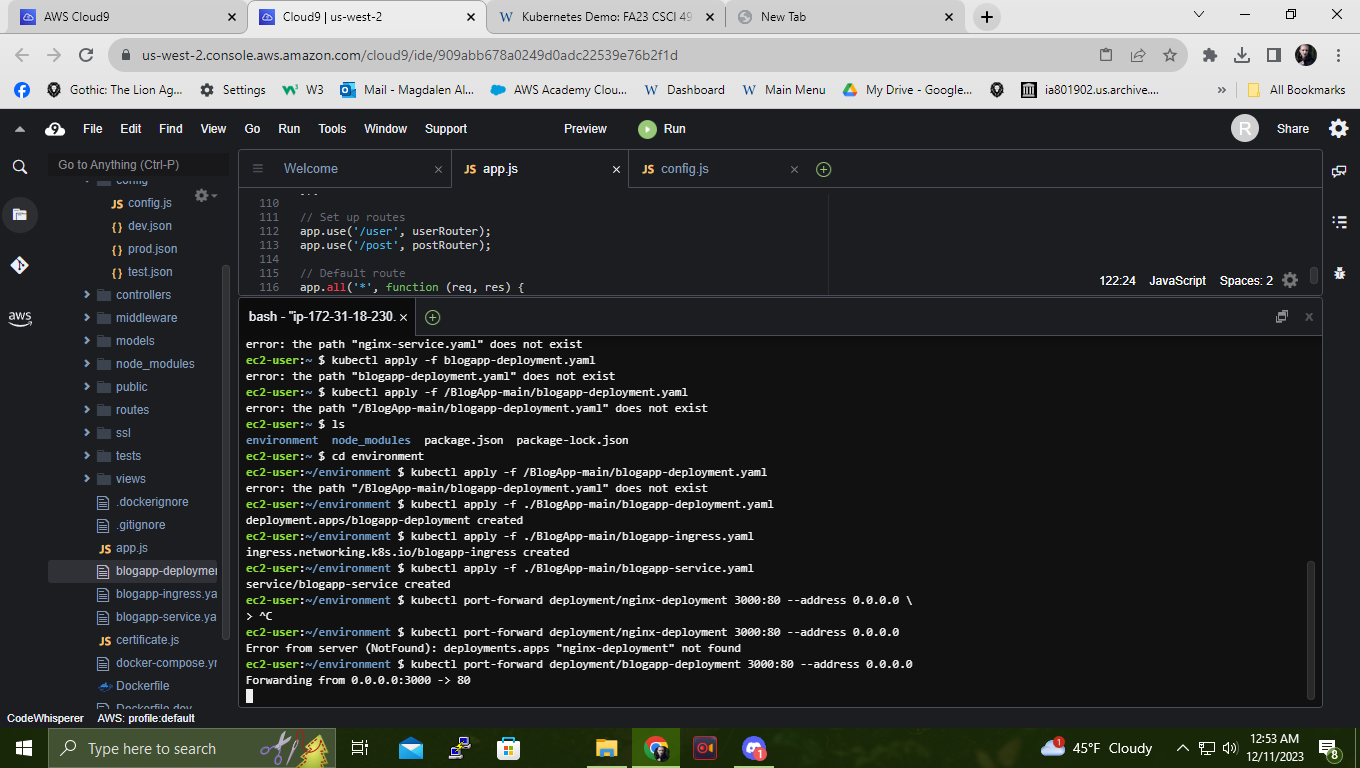 AWS Cloud9
Cloud9 | us-west-2
Kubernetes Demo: FA23 CSCI 49
New Tab
us-west-2.console.aws.amazon.com/cloud9/ide/909abb678a0249d0adc22539e76b2f1d
Gothic: The Lion Ag...
Settings
W3
Mail - Magdalen Al...
AWS Academy Clou...
Dashboard
Main Menu
My Drive - Google...
ia801902.us.archive....
»
All Bookmarks
9 File Edit Find View Go Run Tools Window Support Preview Run R Share
Go to Anything (Ctrl-P)
Welcome
JS app.js
JS config.js
config
JS config.js
{ } dev.json
{ } prod.json
{ } test.json
controllers
middleware
models
node_modules
public
routes
ssl
tests
views
.dockerignore
.gitignore
JS app.js
blogapp-deploymen
blogapp-ingress.ya
blogapp-service.ya
JS certificate.js
docker-compose.yr
Dockerfile
Dockerfile.dev
aws
110
111 // Set up routes
112 app.use('/user', userRouter);
113 app.use('/post', postRouter);
114
115 // Default route
116 app.all('*', function (req, res) {
122:24 JavaScript Spaces: 2
bash - "ip-172-31-18-230.
error: the path "nginx-service.yaml" does not exist
ec2-user:~ $ kubectl apply -f blogapp-deployment.yaml
error: the path "blogapp-deployment.yaml" does not exist
ec2-user:~ $ kubectl apply -f /BlogApp-main/blogapp-deployment.yaml
error: the path "/BlogApp-main/blogapp-deployment.yaml" does not exist
ec2-user:~ $ ls
environment node_modules package.json package-lock.json
ec2-user:~ $ cd environment
ec2-user:~/environment $ kubectl apply -f /BlogApp-main/blogapp-deployment.yaml
error: the path "/BlogApp-main/blogapp-deployment.yaml" does not exist
ec2-user:~/environment $ kubectl apply -f ./BlogApp-main/blogapp-deployment.yaml
deployment.apps/blogapp-deployment created
ec2-user:~/environment $ kubectl apply -f ./BlogApp-main/blogapp-ingress.yaml
ingress.networking.k8s.io/blogapp-ingress created
ec2-user:~/environment $ kubectl apply -f ./BlogApp-main/blogapp-service.yaml
service/blogapp-service created
ec2-user:~/environment $ kubectl port-forward deployment/nginx-deployment 3000:80 --address 0.0.0.0 \
> ^C
ec2-user:~/environment $ kubectl port-forward deployment/nginx-deployment 3000:80 --address 0.0.0.0
Error from server (NotFound): deployments.apps "nginx-deployment" not found
ec2-user:~/environment $ kubectl port-forward deployment/blogapp-deployment 3000:80 --address 0.0.0.0
Forwarding from 0.0.0.0:3000 -> 80
CodeWhisperer AWS: profile:default
Type here to search
1
1
45°F Cloudy
12:53 AM
12/11/2023
8